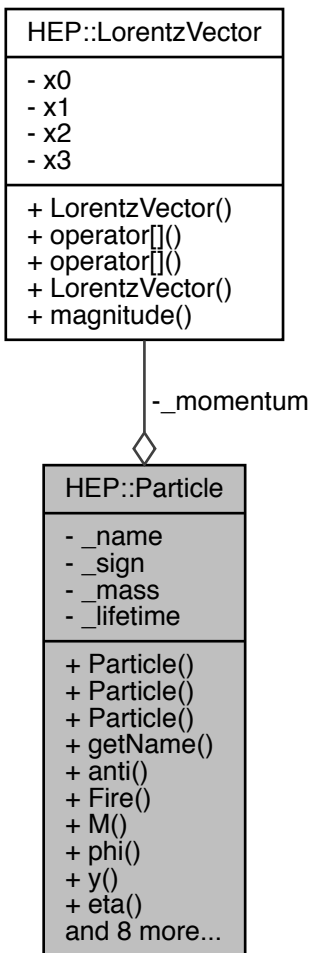 HEP::LorentzVector
- x0
- x1
- x2
- x3
+ LorentzVector()
+ operator[]()
+ operator[]()
+ LorentzVector()
+ magnitude()
-_momentum
HEP::Particle
- _name
- _sign
- _mass
- _lifetime
+ Particle()
+ Particle()
+ Particle()
+ getName()
+ anti()
+ Fire()
+ M()
+ phi()
+ y()
+ eta()
and 8 more...